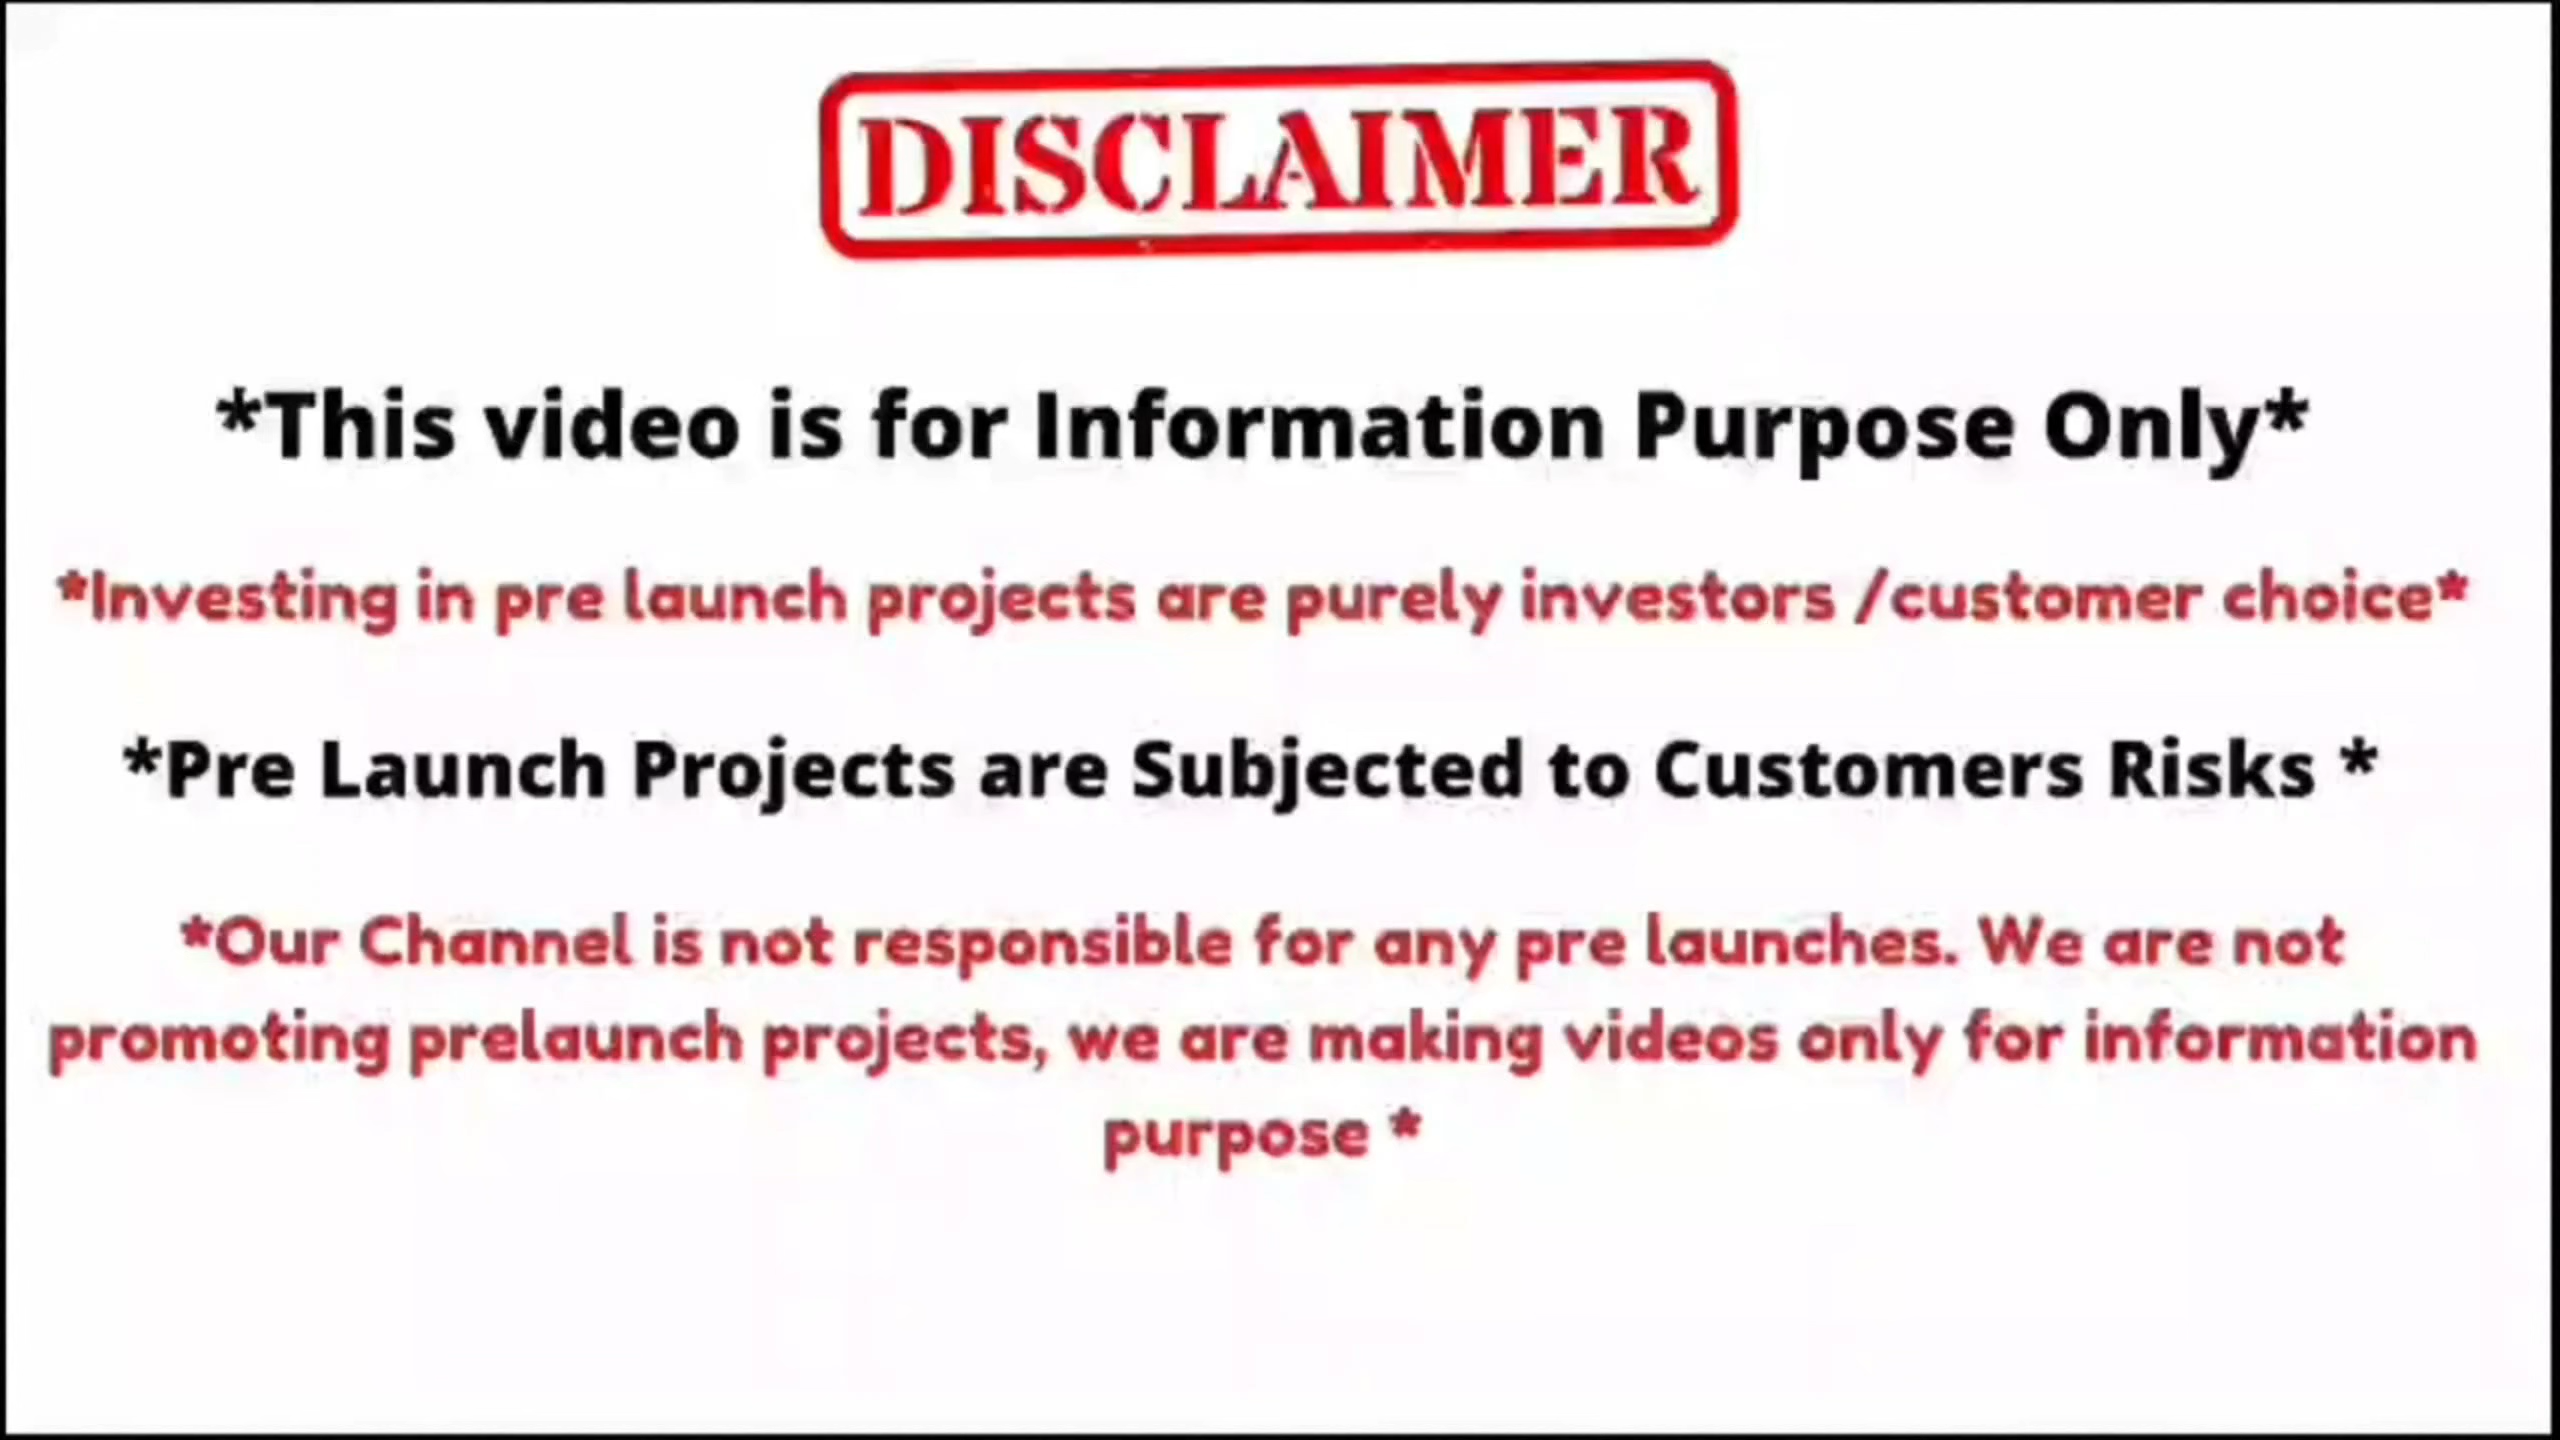 DISCLAIMER
*This video is for Information Purpose Only*
*Investing in pre launch projects are purely investors /customer choice*
*Pre Launch Projects are Subjected to Customers Risks *
*Our Channel is not responsible for any pre launches. We are not
promoting prelaunch projects, we are making videos only for information
purpose *